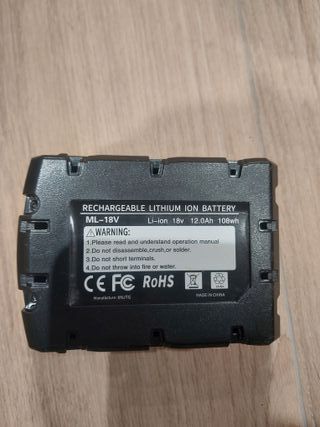 RECHARGEABLE LITHIUM ION BATTERY
ML-18V Li-ion 18v 12.0Ah 108wh
⚠WARNING:
1.Please read and understand operation manual
2.Do not disassemble,crush,or solder.
3.Do not short terminals.
4.Do not throw into fire or water.
CE FC RoHS
MADE IN CHINA